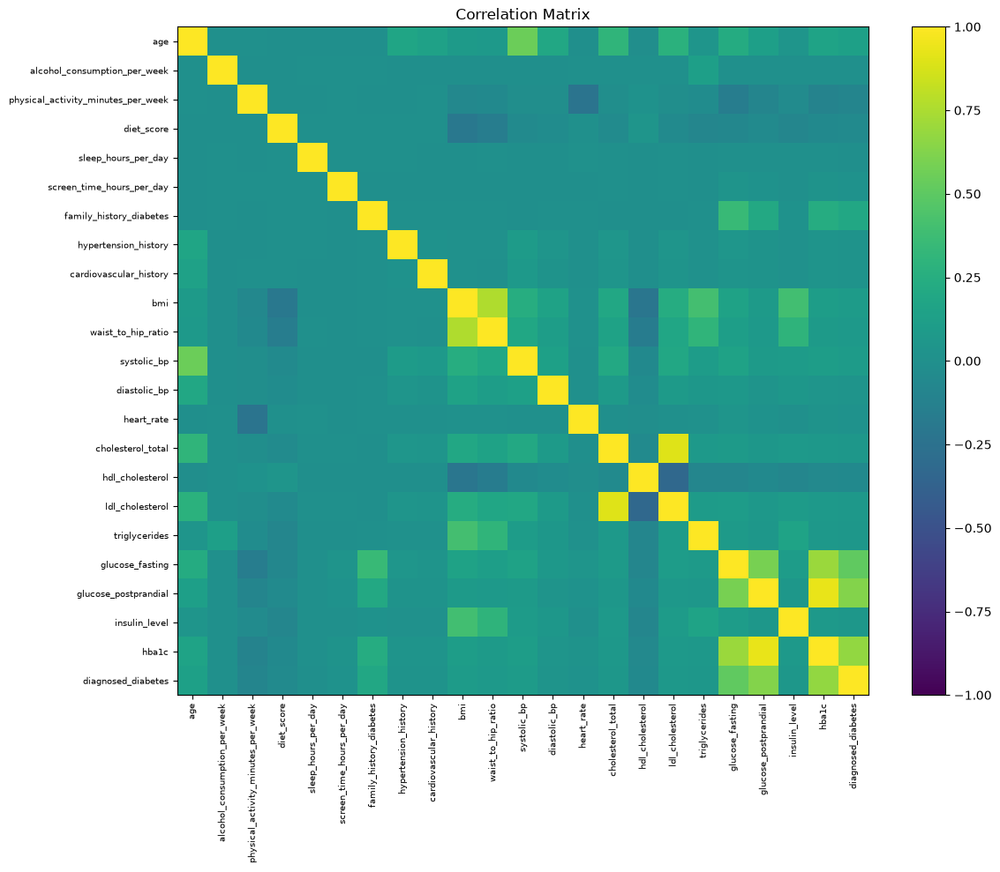 Correlation Matrix
age
alcohol_consumption_per_week
physical_activity_minutes_per_week
diet_score
sleep_hours_per_day
screen_time_hours_per_day
family_history_diabetes
hypertension_history
cardiovascular_history
bmi
waist_to_hip_ratio
systolic_bp
diastolic_bp
heart_rate
cholesterol_total
hdl_cholesterol
ldl_cholesterol
triglycerides
glucose_fasting
glucose_postprandial
insulin_level
hba1c
diagnosed_diabetes
age
alcohol_consumption_per_week
physical_activity_minutes_per_week
diet_score
sleep_hours_per_day
screen_time_hours_per_day
family_history_diabetes
hypertension_history
cardiovascular_history
bmi
waist_to_hip_ratio
systolic_bp
diastolic_bp
heart_rate
cholesterol_total
hdl_cholesterol
ldl_cholesterol
triglycerides
glucose_fasting
glucose_postprandial
insulin_level
hba1c
diagnosed_diabetes
1.00
0.75
0.50
0.25
0.00
−0.25
−0.50
−0.75
−1.00